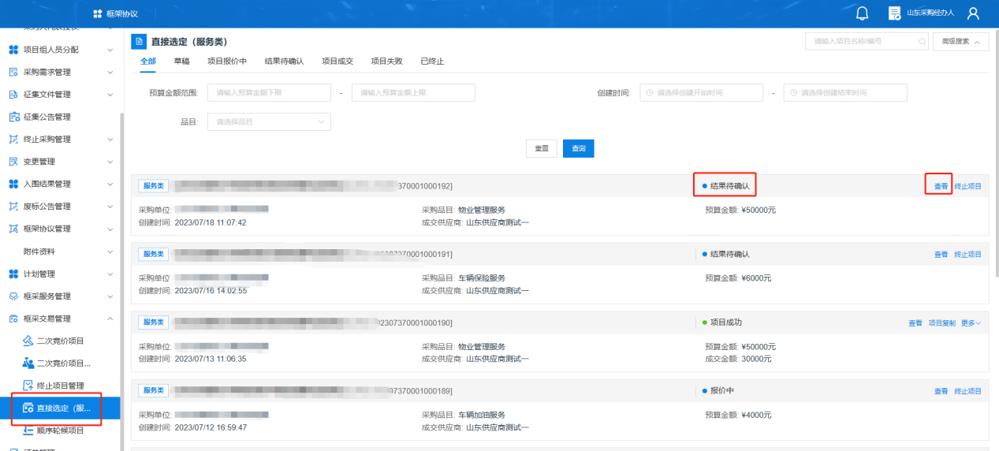 框架协议
山东采购经办人
项目组人员分配
采购需求管理
征集文件管理
征集公告管理
终止采购管理
变更管理
入围结果管理
废标公告管理
框架协议管理
附件资料
计划管理
框采服务管理
框采交易管理
二次竞价项目
二次竞价项目...
终止项目管理
直接选定（服...
顺序轮候项目
直接选定（服务类）
请输入项目名称/编号
高级搜索
全部 草稿 项目报价中 结果待确认 项目成交 项目失败 已终止
预算金额范围: 请输入预算金额下限 - 请输入预算金额上限
创建时间: 请选择创建开始时间 - 请选择创建结束时间
品目: 请选择品目
重置 查询
服务类 370001000192] 结果待确认 查看 终止项目
采购单位: 采购品目: 物业管理服务 预算金额: ¥50000元
创建时间: 2023/07/18 11:07:42 成交供应商: 山东供应商测试一
服务类 370001000191] 结果待确认 查看 终止项目
采购单位 采购品目: 车辆保险服务 预算金额: ¥6000元
创建时间: 2023/07/16 14:02:55 成交供应商: 山东供应商测试一
服务类 2307370001000190] 项目成功 查看 项目复制 更多
采购单位: 采购品目: 物业管理服务 预算金额: ¥50000元
创建时间: 2023/07/13 11:06:35 成交供应商: 山东供应商测试一 成交金额: 30000元
服务类 07370001000189] 报价中 查看 终止项目
采购单位: 采购品目: 车辆加油服务 预算金额: ¥4000元
创建时间: 2023/07/12 16:59:47 成交供应商: 山东供应商测试一